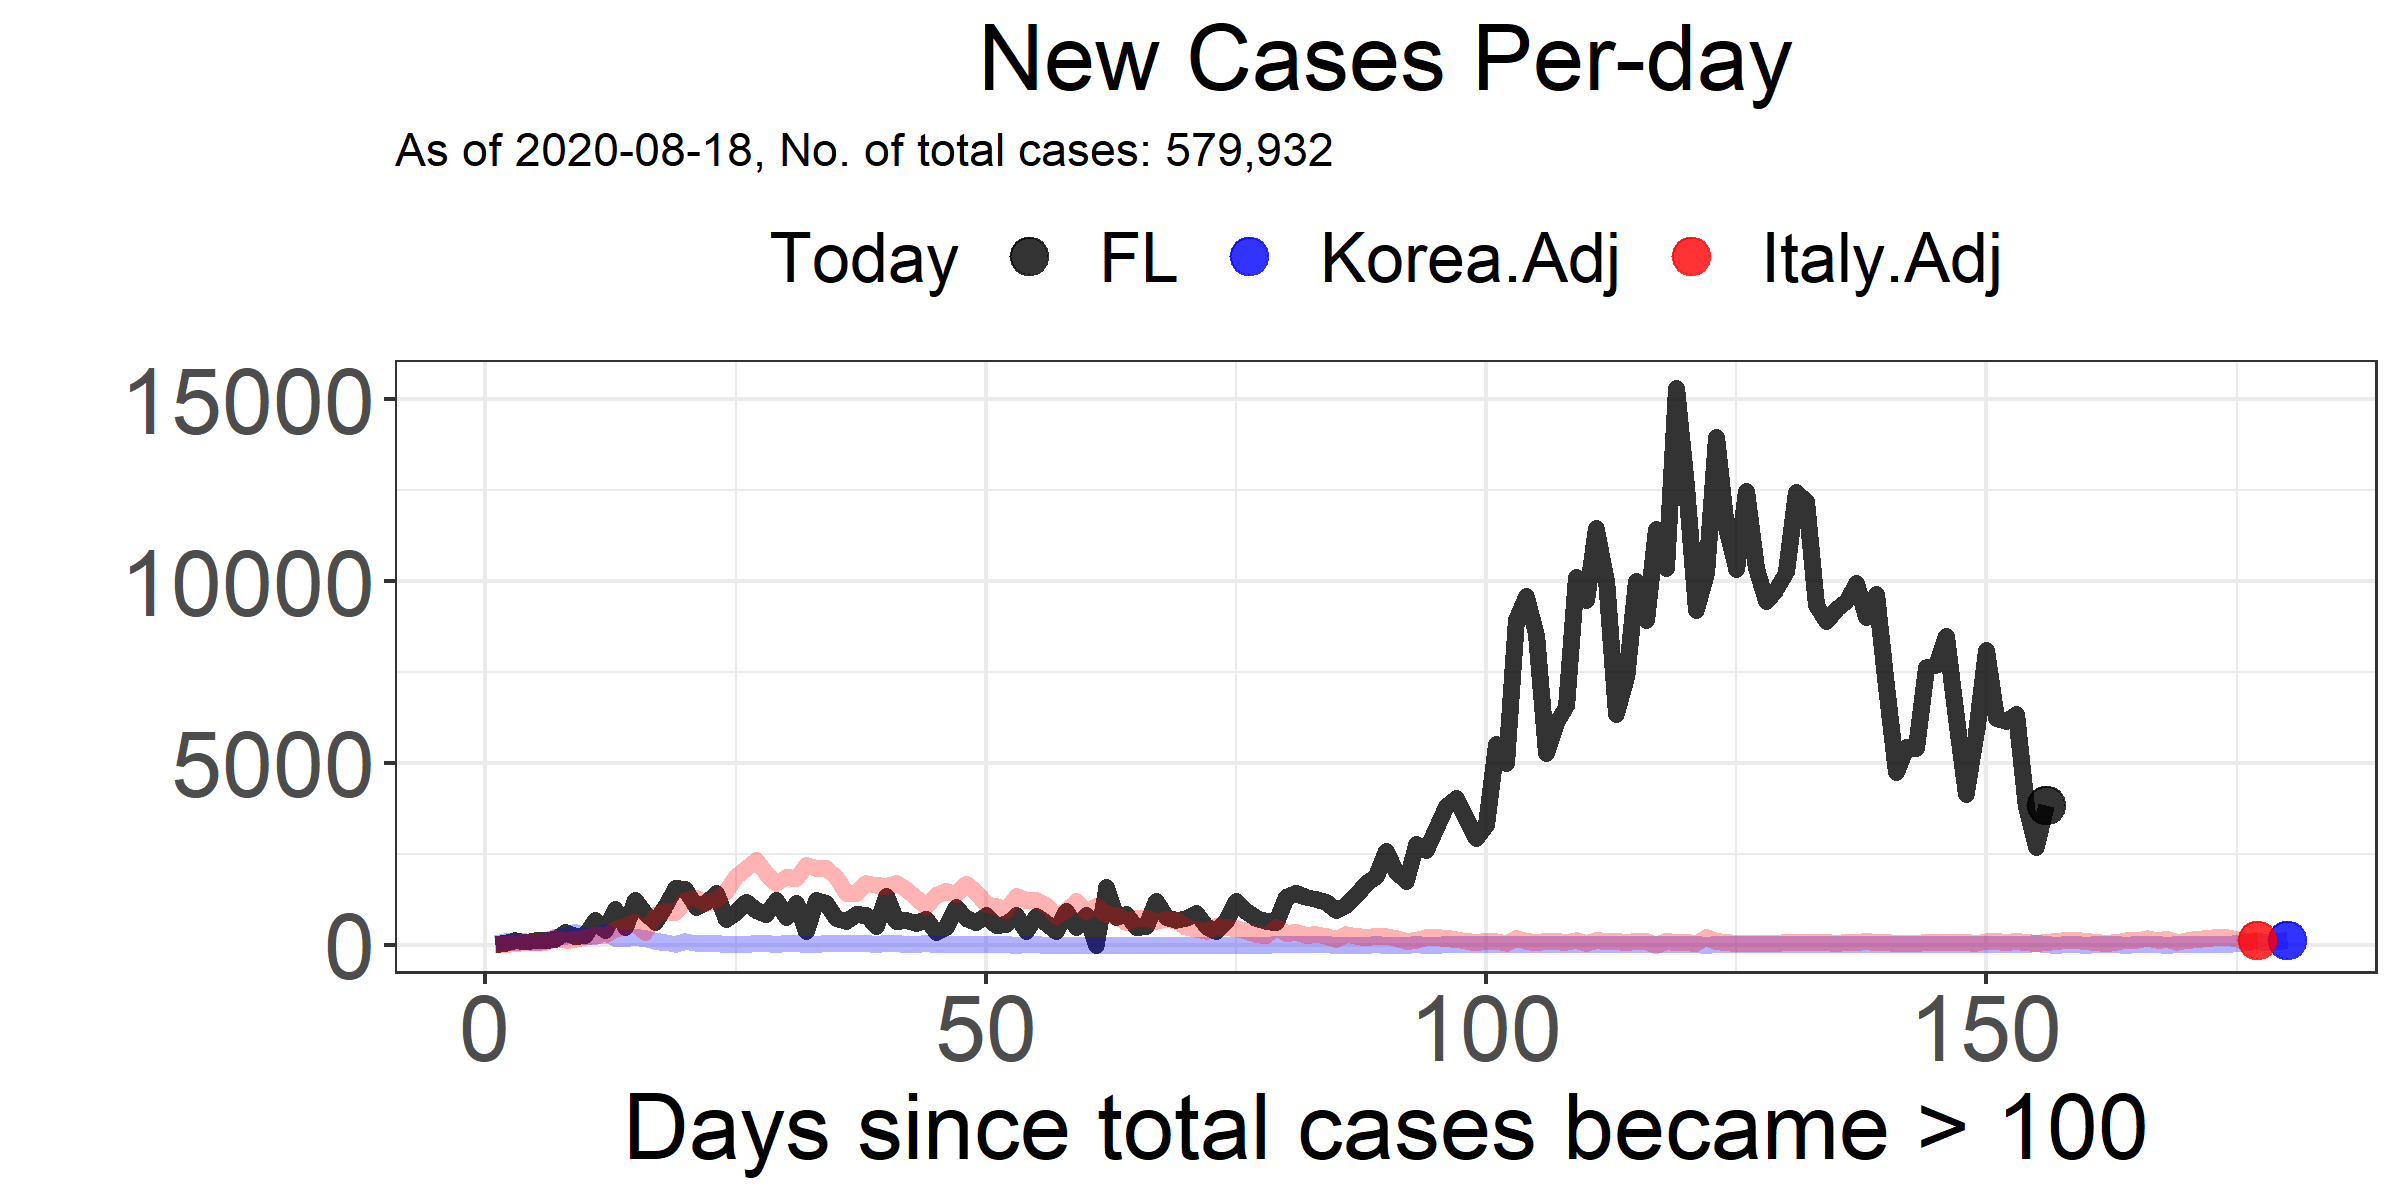 New Cases Per-day
As of 2020-08-18, No. of total cases: 579,932
Today FL Korea.Adj Italy.Adj
15000
10000
5000
0
0 50 100 150
Days since total cases became > 100